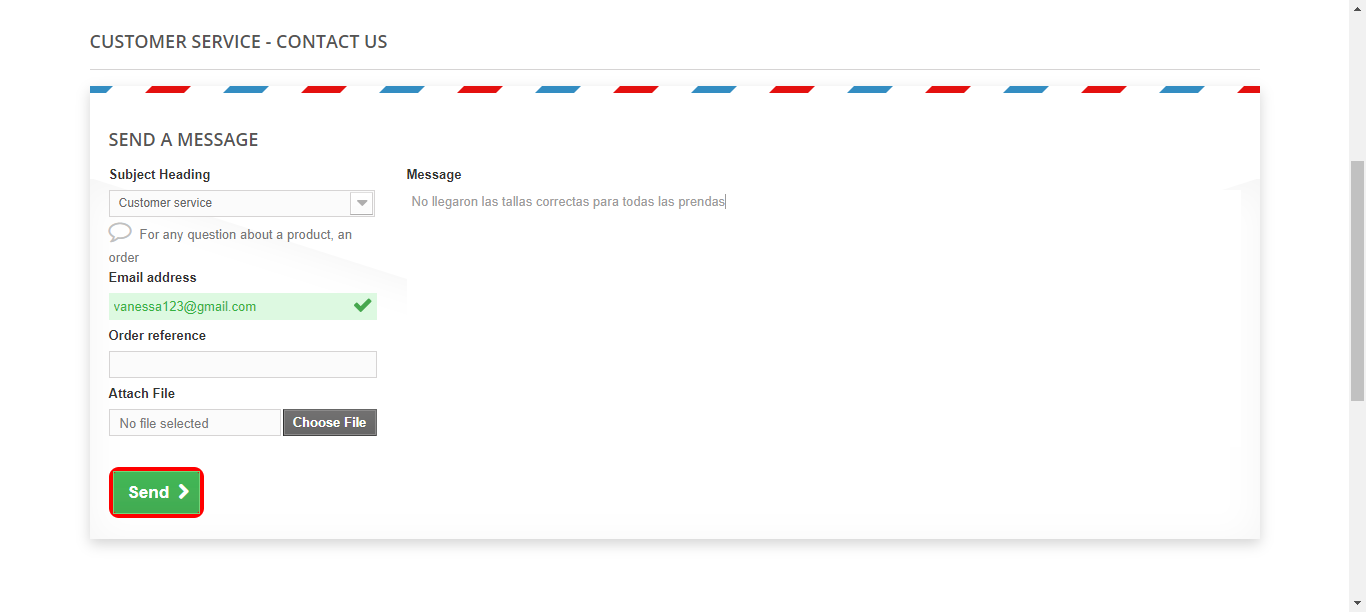 CUSTOMER SERVICE - CONTACT US
SEND A MESSAGE
Subject Heading
Customer service
For any question about a product, an
order
Email address
vanessa123@gmail.com
Order reference
Attach File
No file selected
Choose File
Send
Message
No llegaron las tallas correctas para todas las prendas